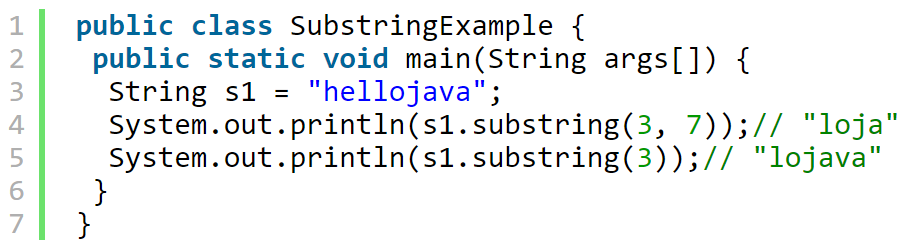 1 public class SubstringExample {
2 public static void main(String args[]) {
3 String s1 = "hellojava";
4 System.out.println(s1.substring(3, 7));// "loja"
5 System.out.println(s1.substring(3));// "lojava"
6 }
7 }